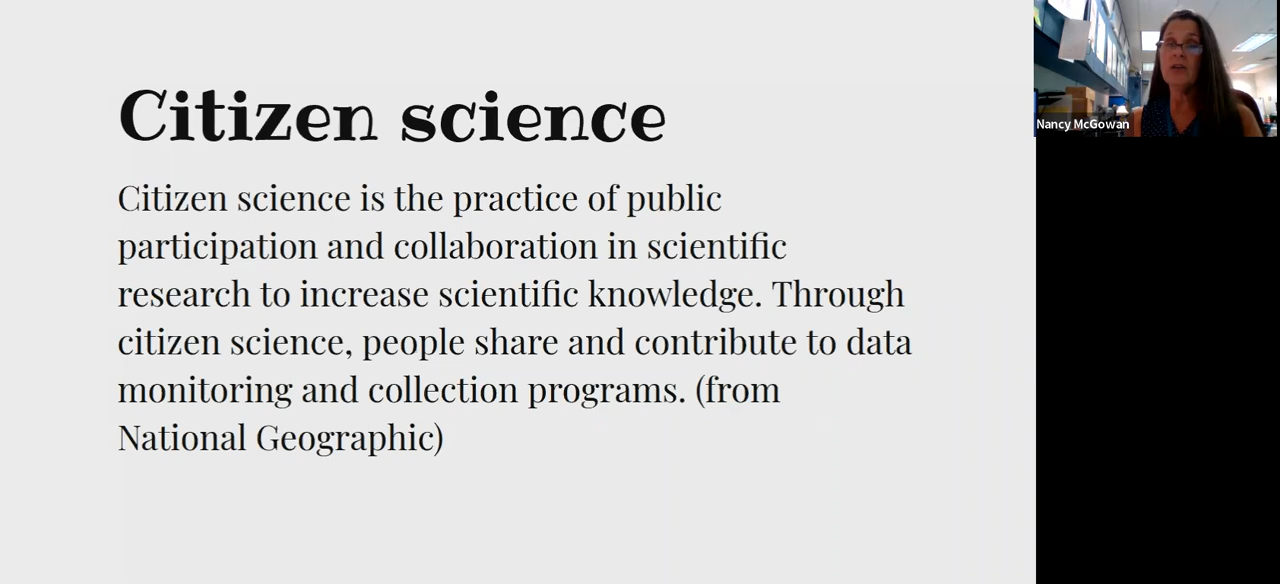 Citizen science
Citizen science is the practice of public
participation and collaboration in scientific
research to increase scientific knowledge. Through
citizen science, people share and contribute to data
monitoring and collection programs. (from
National Geographic)
Nancy McGowan